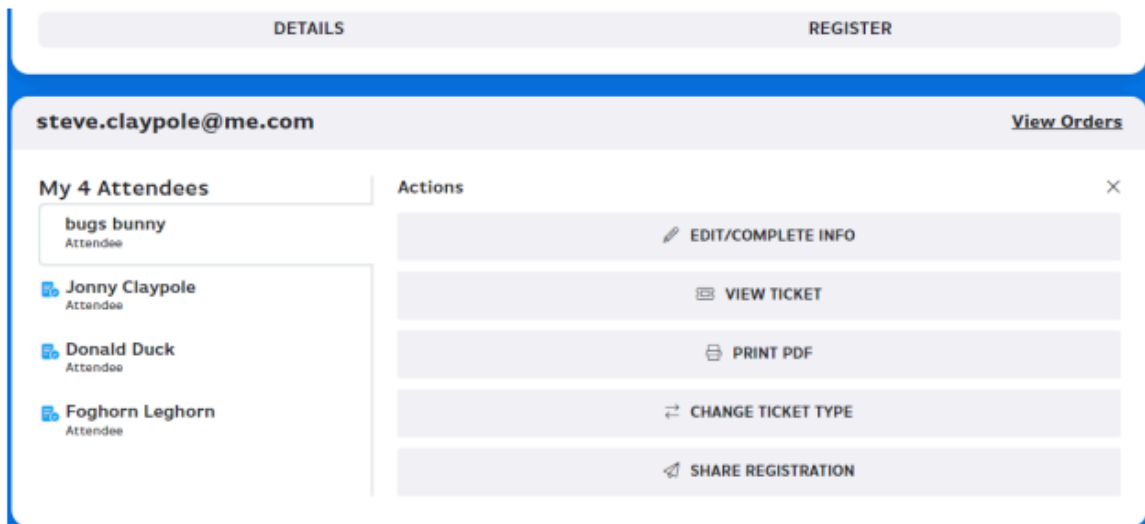 DETAILS
REGISTER
steve.claypole@me.com
View Orders
My 4 Attendees
bugs bunny
Attendee
Jonny Claypole
Attendee
Donald Duck
Attendee
Foghorn Leghorn
Attendee
Actions
EDIT/COMPLETE INFO
VIEW TICKET
PRINT PDF
CHANGE TICKET TYPE
SHARE REGISTRATION